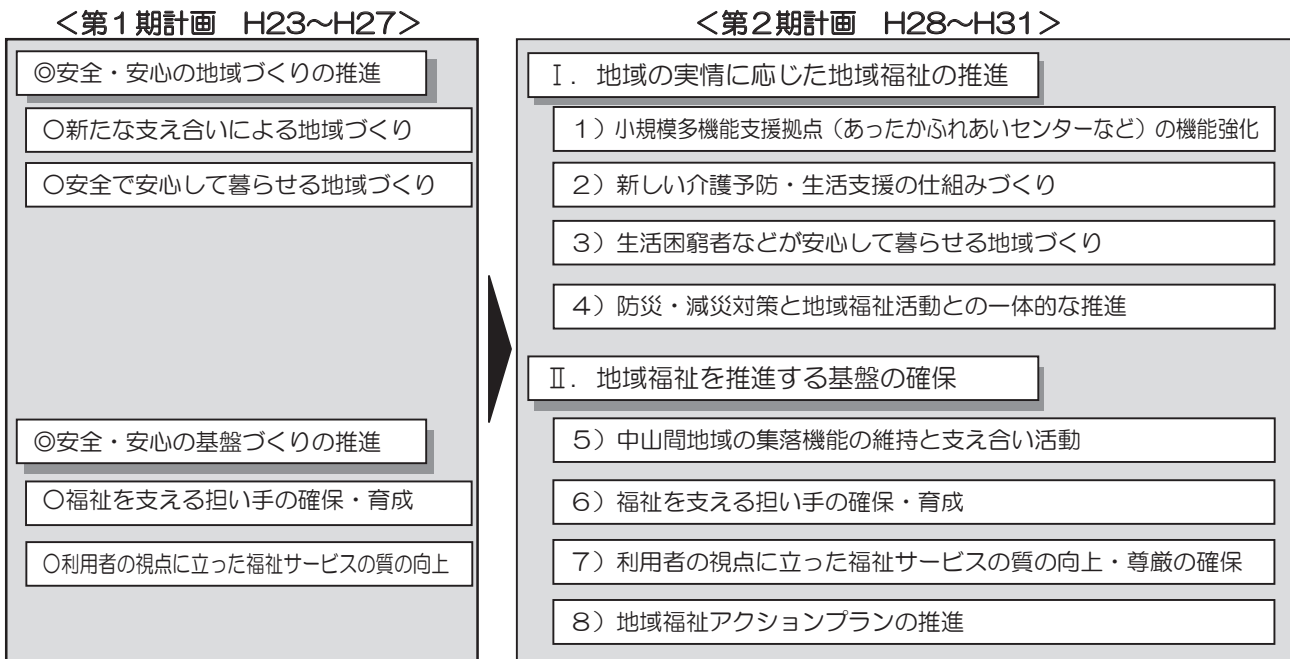 ＜第１期計画　H23～H27＞
◎安全・安心の地域づくりの推進
〇新たな支え合いによる地域づくり
〇安全で安心して暮らせる地域づくり
◎安全・安心の基盤づくりの推進
〇福祉を支える担い手の確保・育成
〇利用者の視点に立った福祉サービスの質の向上
＜第２期計画　H28～H31＞
Ⅰ．地域の実情に応じた地域福祉の推進
１）小規模多機能支援拠点（あったかふれあいセンターなど）の機能強化
２）新しい介護予防・生活支援の仕組みづくり
３）生活困窮者などが安心して暮らせる地域づくり
４）防災・減災対策と地域福祉活動との一体的な推進
Ⅱ．地域福祉を推進する基盤の確保
５）中山間地域の集落機能の維持と支え合い活動
６）福祉を支える担い手の確保・育成
７）利用者の視点に立った福祉サービスの質の向上・尊厳の確保
８）地域福祉アクションプランの推進